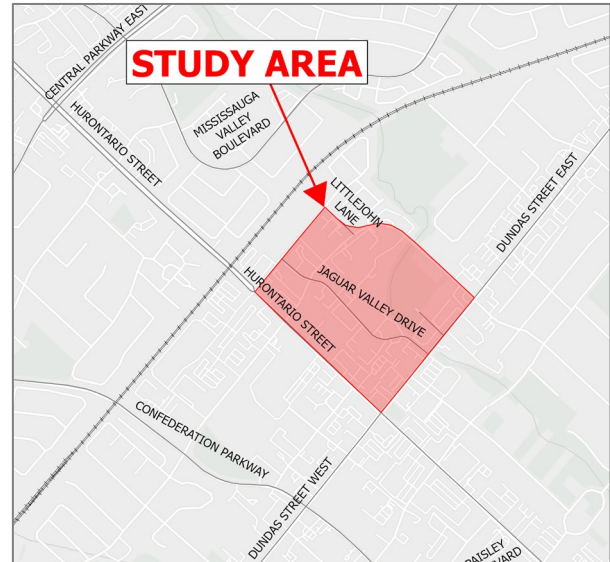 CENTRAL PARKWAY EAST
STUDY AREA
HURONTARIO STREET
MISSISSAUGA
VALLEY
BOULEVARD
LITTLEJOHN
LANE
DUNDAS STREET EAST
JAGUAR VALLEY DRIVE
HURONTARIO STREET
CONFEDERATION PARKWAY
DUNDAS STREET WEST
PAISLEY